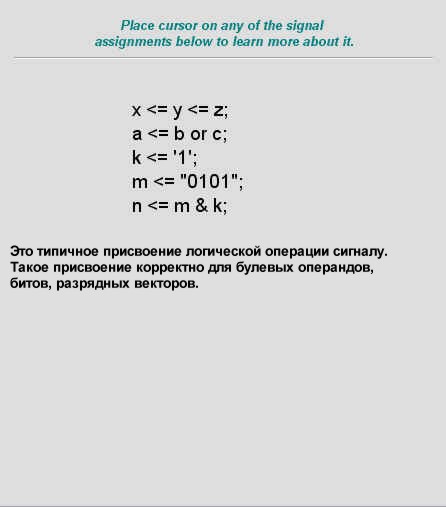 Place cursor on any of the signal
assignments below to learn more about it.
x <= y <= z;
a <= b or c;
k <= '1';
m <= "0101";
n <= m & k;
Это типичное присвоение логической операции сигналу.
Такое присвоение корректно для булевых операндов,
битов, разрядных векторов.